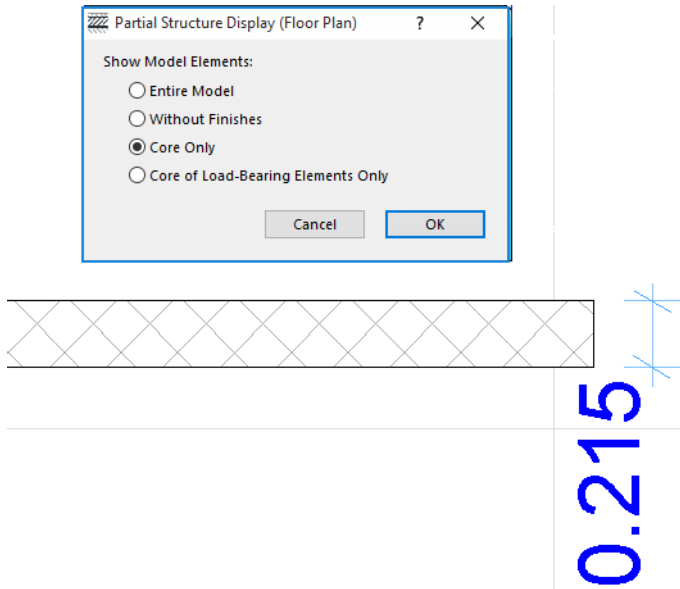 Partial Structure Display (Floor Plan) ?
Show Model Elements:
Entire Model
Without Finishes
Core Only
Core of Load-Bearing Elements Only
Cancel OK
0.215